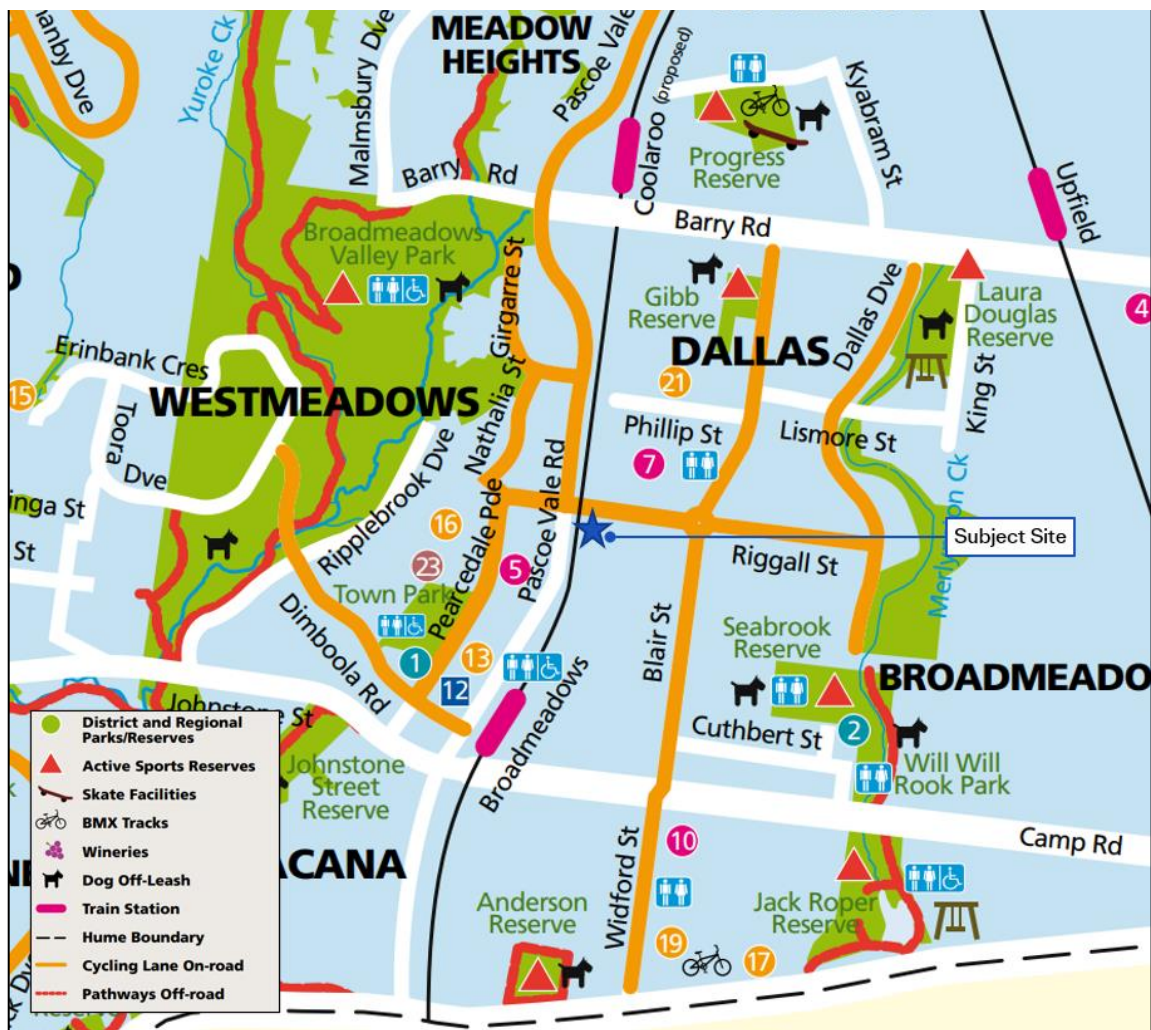 MEADOW
HEIGHTS
Yuroke Ck
Malmsbury Dve
Pascoe Vale
Coolaroo (proposed)
Kyabram St
Progress
Reserve
Upfield
Barry Rd
Barry Rd
Broadmeadows
Valley Park
Girgarre St
Gibb
Reserve
Dallas Dve
Laura
Douglas
Reserve
4
DALLAS
Erinbank Cres
15
WESTMEADOWS
Nathalia St
21
King St
Toora
Dve
Phillip St
Lismore St
7
Ripplebrook Dve
Pearcedale Pde
Pascoe Vale Rd
St
16
23
5
Subject Site
Riggall St
Town Park
Dimboola Rd
Blair St
Seabrook
Reserve
1
13
12
BROADMEADO
Johnstone St
Broadmeadows
Cuthbert St
2
Will Will
Rook Park
Johnstone
Street
Reserve
Camp Rd
ACANA
Widford St
10
Anderson
Reserve
Jack Roper
Reserve
19
17
District and Regional
Parks/Reserves
Active Sports Reserves
Skate Facilities
BMX Tracks
Wineries
Dog Off-Leash
Train Station
Hume Boundary
Cycling Lane On-road
Pathways Off-road